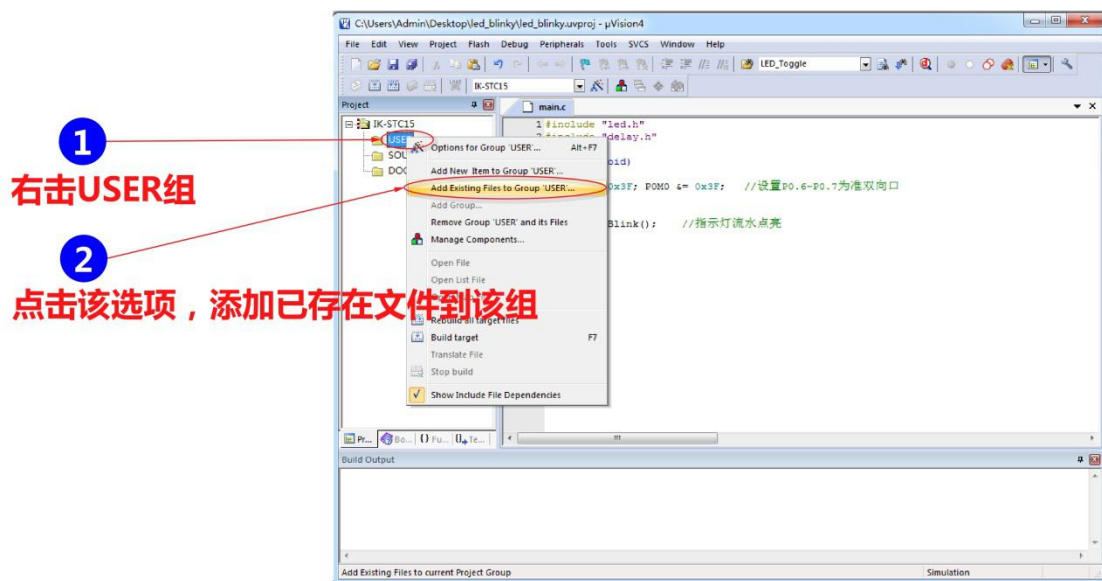 C:\Users\Admin\Desktop\led_blinky\led_blinky.uvproj - µVision4
File Edit View Project Flash Debug Peripherals Tools SVCS Window Help
LED_Toggle
IK-STC15
Project
main.c
IK-STC15
1 #include "led.h"
"delay.h"
Options for Group 'USER'... Alt+F7
oid)
Add New Item to Group 'USER'...
1
右击USER组
Add Existing Files to Group 'USER'...
0x3F; P0M0 &= 0x3F; //设置P0.6-P0.7为准双向口
Add Group...
Remove Group 'USER' and its Files
Blink(); //指示灯流水点亮
Manage Components...
2
点击该选项，添加已存在文件到该组
Open File
Open List File
Rebuild all target files
Build target F7
Translate File
Stop build
Show Include File Dependencies
Pr... Bo... {} Fu... Te...
Build Output
Add Existing Files to current Project Group
Simulation